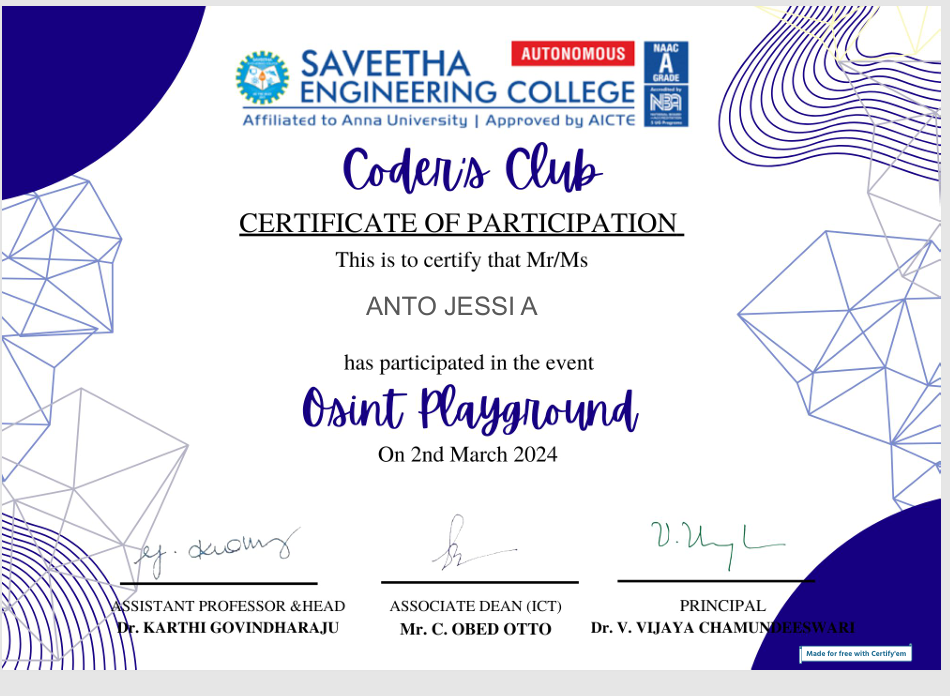 SAVEETHA AUTONOMOUS
ENGINEERING COLLEGE
Affiliated to Anna University | Approved by AICTE
NAAC
A
GRADE
Accredited by
NBA
Coder's Club
CERTIFICATE OF PARTICIPATION
This is to certify that Mr/Ms
ANTO JESSI A
has participated in the event
Osint Playground
On 2nd March 2024
ASSISTANT PROFESSOR &HEAD
Dr. KARTHI GOVINDHARAJU
ASSOCIATE DEAN (ICT)
Mr. C. OBED OTTO
PRINCIPAL
Dr. V. VIJAYA CHAMUNDEESWARI
Made for free with Certify'em